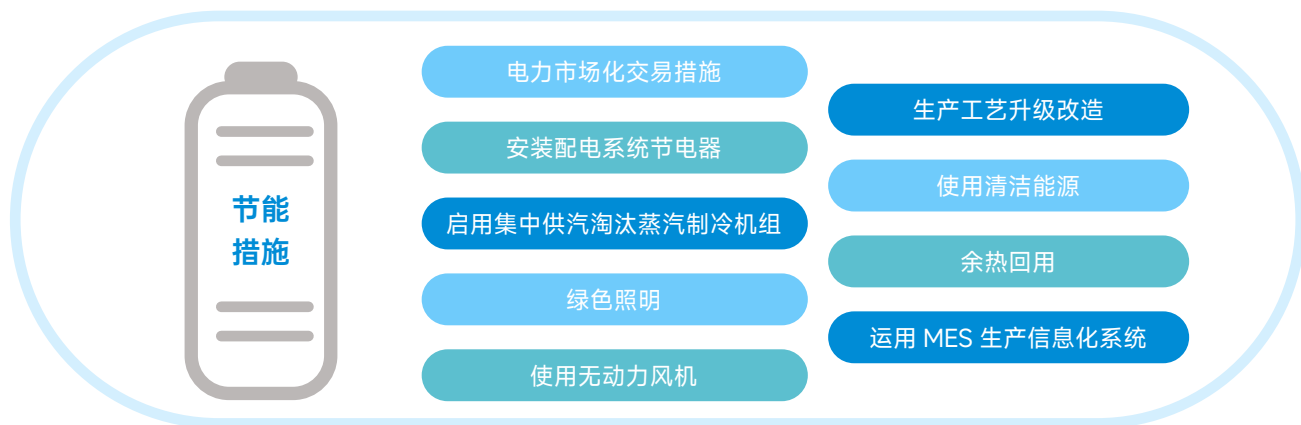 节能
措施
电力市场化交易措施
安装配电系统节电器
启用集中供汽淘汰蒸汽制冷机组
绿色照明
使用无动力风机
生产工艺升级改造
使用清洁能源
余热回用
运用 MES 生产信息化系统